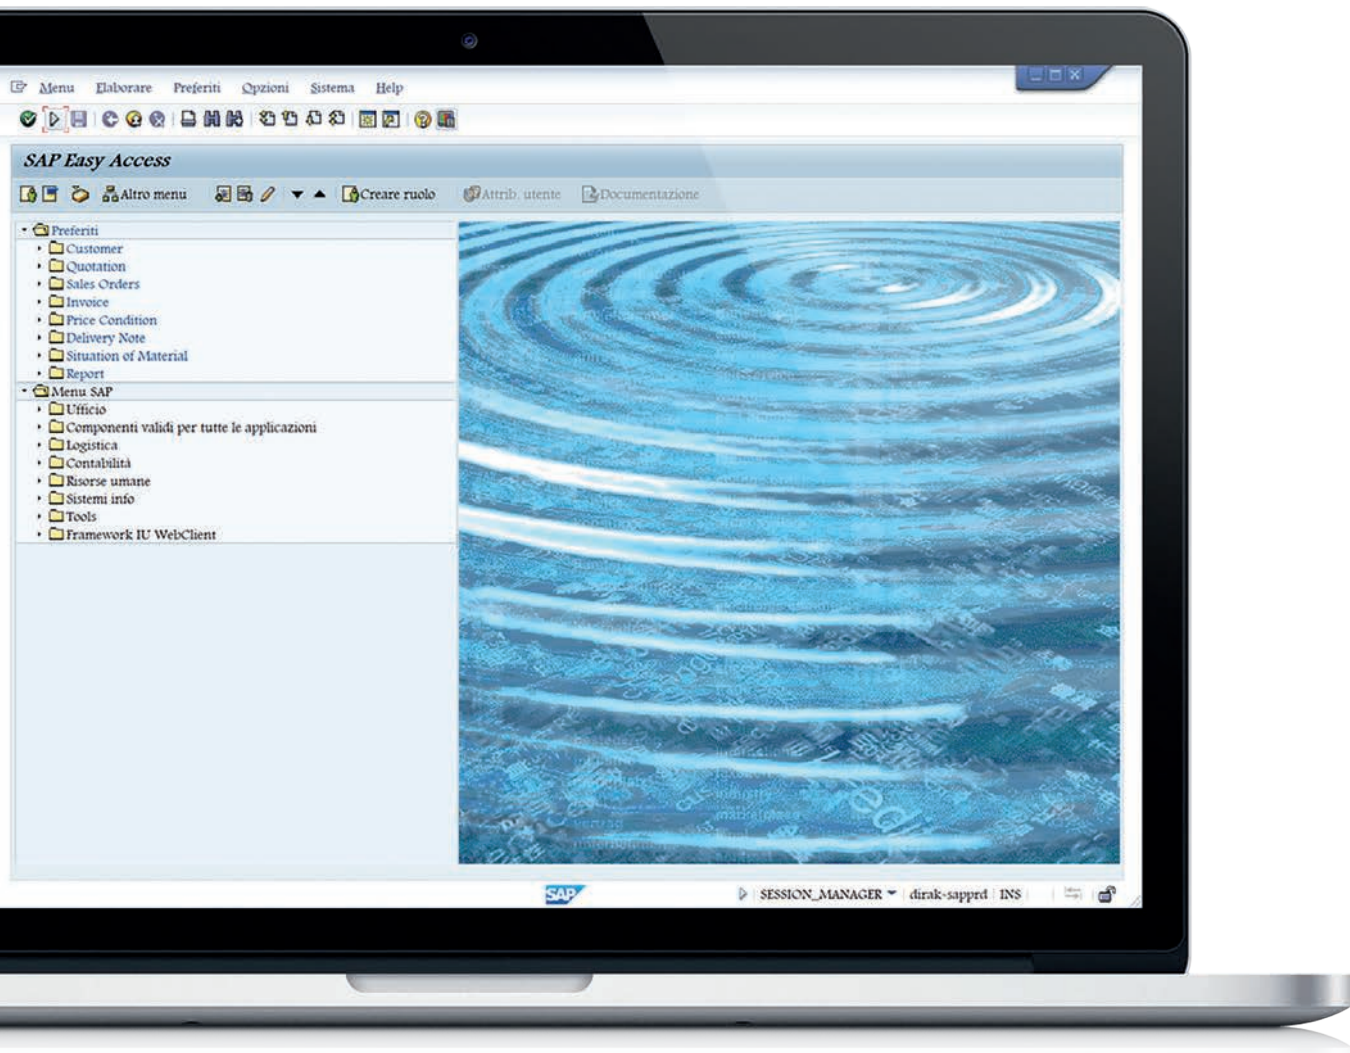 Menu Elaborare Preferiti Opzioni Sistema Help
SAP Easy Access
Altro menu Creare ruolo Attrib. utente Documentazione
Preferiti
Customer
Quotation
Sales Orders
Invoice
Price Condition
Delivery Note
Situation of Material
Report
Menu SAP
Ufficio
Componenti validi per tutte le applicazioni
Logistica
Contabilità
Risorse umane
Sistemi info
Tools
Framework IU WebClient
SAP SESSION_MANAGER dirak-sapprd INS